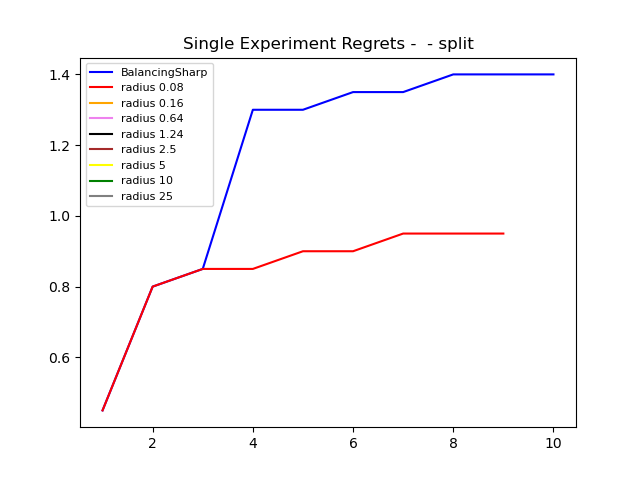 Single Experiment Regrets -  - split
1.4
1.2
1.0
0.8
0.6
BalancingSharp
radius 0.08
radius 0.16
radius 0.64
radius 1.24
radius 2.5
radius 5
radius 10
radius 25
2 4 6 8 10